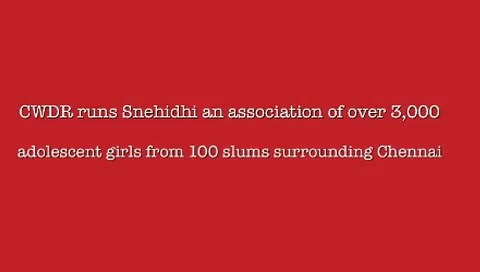 CWDR runs Snehidhi an association of over 3,000
adolescent girls from 100 slums surrounding Chennai